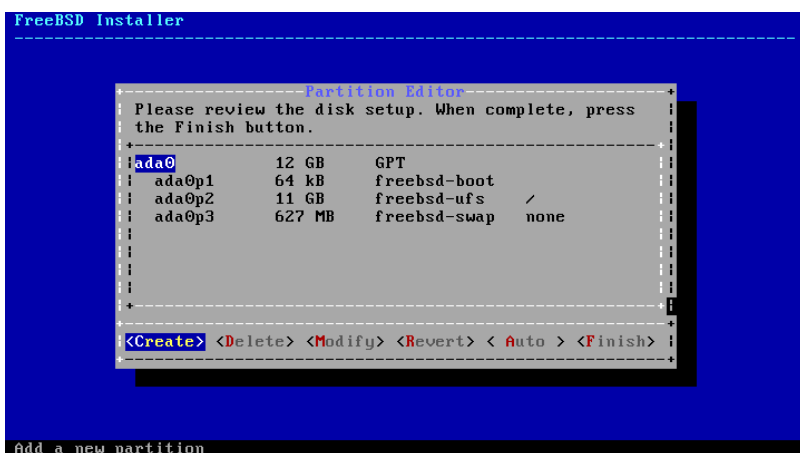 FreeBSD Installer
Partition Editor
Please review the disk setup. When complete, press
the Finish button.
ada0 12 GB GPT
ada0p1 64 kB freebsd-boot
ada0p2 11 GB freebsd-ufs /
ada0p3 627 MB freebsd-swap none
<Create> <Delete> <Modify> <Revert> < Auto > <Finish>
Add a new partition